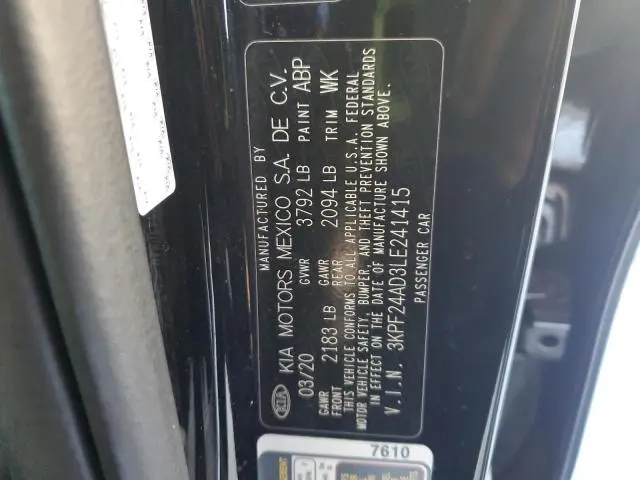 MANUFACTURED BY
KIA KIA MOTORS MEXICO S.A. DE C.V.
03/20 GVWR 3792 LB PAINT ABP
GAWR FRONT 2183 LB GAWR REAR 2094 LB TRIM WK
THIS VEHICLE CONFORMS TO ALL APPLICABLE U.S.A. FEDERAL
MOTOR VEHICLE SAFETY, BUMPER, AND THEFT PREVENTION STANDARDS
IN EFFECT ON THE DATE OF MANUFACTURE SHOWN ABOVE.
V.I.N. 3KPF24AD3LE241415
PASSENGER CAR
7610